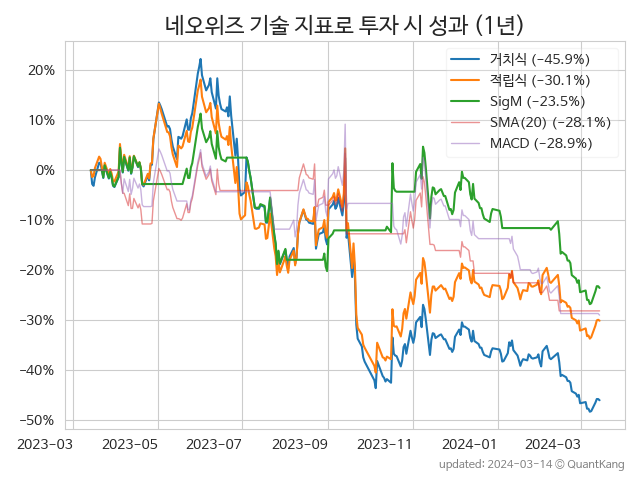 네오위즈 기술 지표로 투자 시 성과 (1년)
거치식 (−45.9%)
적립식 (−30.1%)
SigM (−23.5%)
SMA(20) (−28.1%)
MACD (−28.9%)
20%
10%
0%
−10%
−20%
−30%
−40%
−50%
2023−03 2023−05 2023−07 2023−09 2023−11 2024−01 2024−03
updated: 2024−03−14 © QuantKang